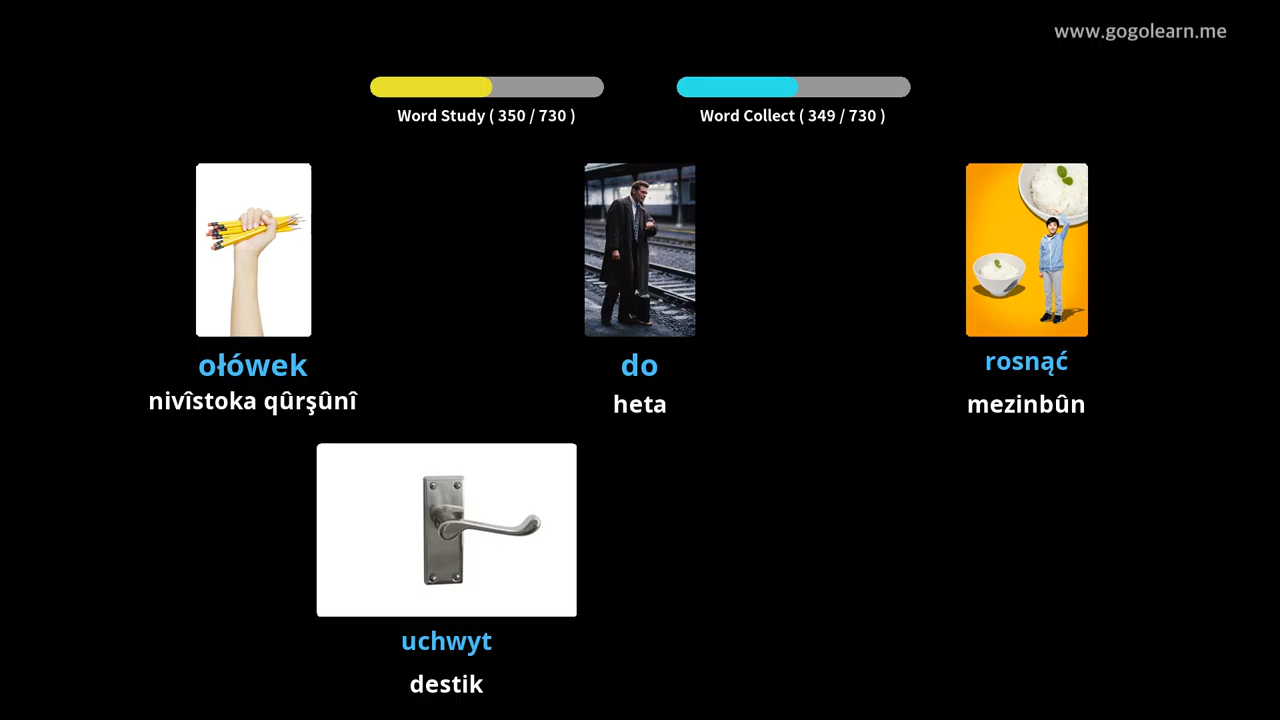 www.gogolearn.me
Word Study ( 350 / 730 )
Word Collect ( 349 / 730 )
ołówek
nivîstoka qûrşûnî
do
heta
rosnąć
mezinbûn
uchwyt
destik